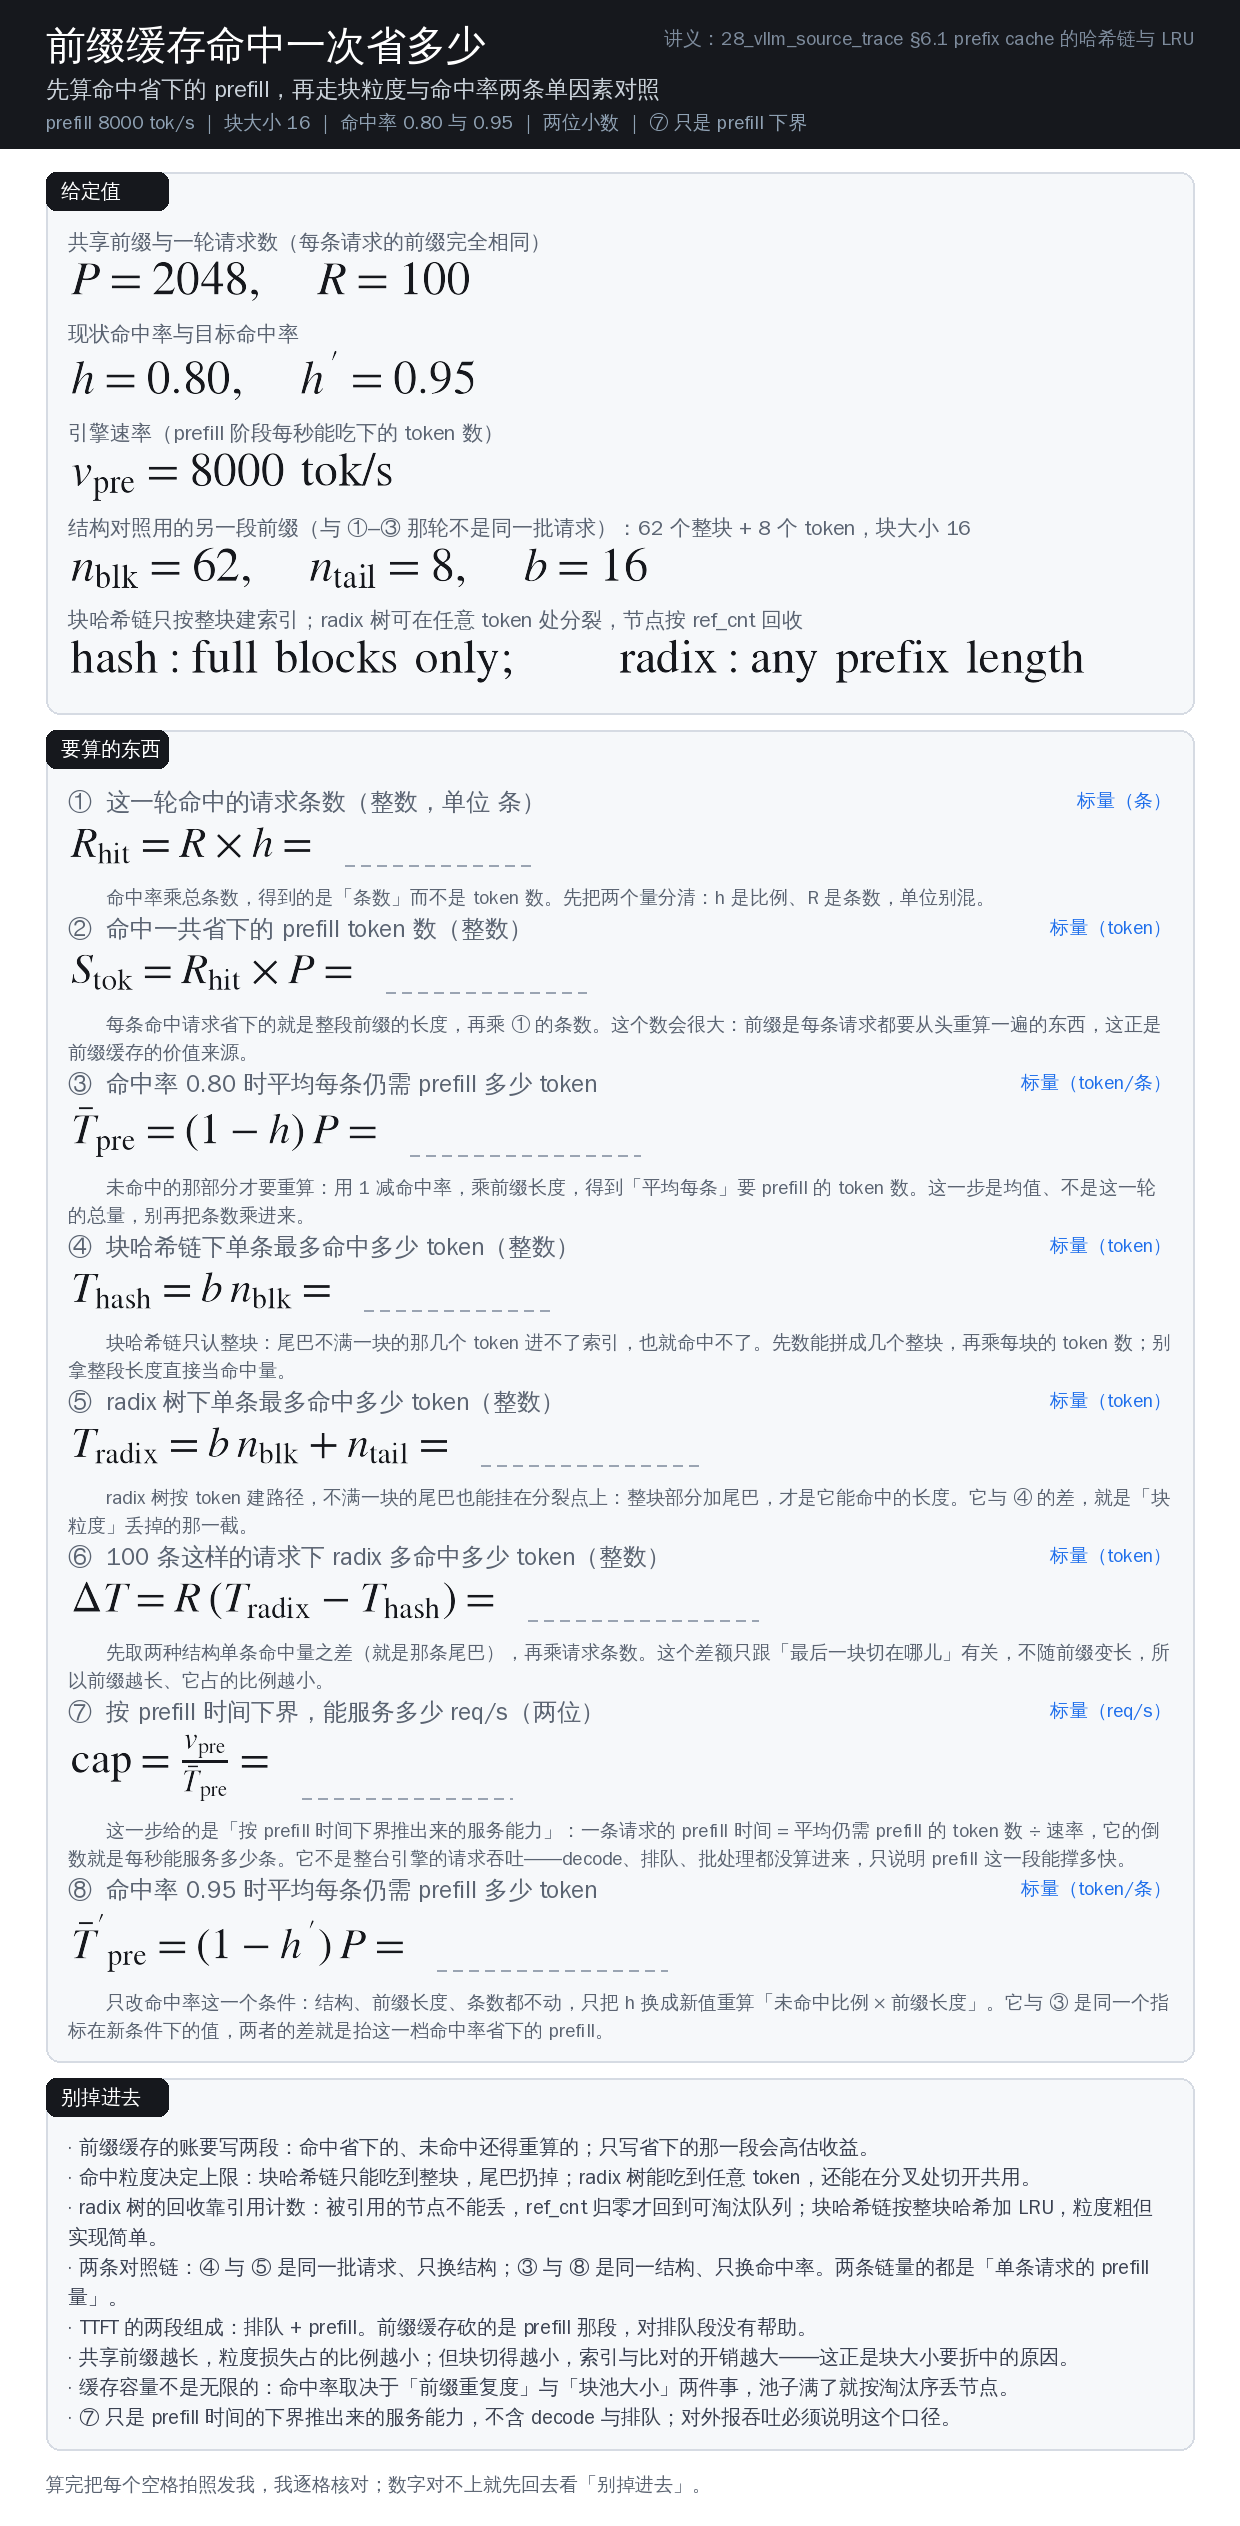 前缀缓存命中一次省多少
讲义：28_vllm_source_trace §6.1 prefix cache 的哈希链与 LRU
先算命中省下的 prefill，再走块粒度与命中率两条单因素对照
prefill 8000 tok/s ｜ 块大小 16 ｜ 命中率 0.80 与 0.95 ｜ 两位小数 ｜ ⑦ 只是 prefill 下界
给定值
共享前缀与一轮请求数（每条请求的前缀完全相同）
P = 2048, R = 100
现状命中率与目标命中率
h = 0.80, h′ = 0.95
引擎速率（prefill 阶段每秒能吃下的 token 数）
v_pre = 8000 tok/s
结构对照用的另一段前缀（与 ①–③ 那轮不是同一批请求）：62 个整块 + 8 个 token，块大小 16
n_blk = 62, n_tail = 8, b = 16
块哈希链只按整块建索引；radix 树可在任意 token 处分裂，节点按 ref_cnt 回收
hash : full blocks only; radix : any prefix length
要算的东西
① 这一轮命中的请求条数（整数，单位 条） 标量（条）
R_hit = R × h =
命中率乘总条数，得到的是「条数」而不是 token 数。先把两个量分清：h 是比例、R 是条数，单位别混。
② 命中一共省下的 prefill token 数（整数） 标量（token）
S_tok = R_hit × P =
每条命中请求省下的就是整段前缀的长度，再乘 ① 的条数。这个数会很大：前缀是每条请求都要从头重算一遍的东西，这正是
前缀缓存的价值来源。
③ 命中率 0.80 时平均每条仍需 prefill 多少 token 标量（token/条）
T̄_pre = (1 − h) P =
未命中的那部分才要重算：用 1 减命中率，乘前缀长度，得到「平均每条」要 prefill 的 token 数。这一步是均值、不是这一轮
的总量，别再把条数乘进来。
④ 块哈希链下单条最多命中多少 token（整数） 标量（token）
T_hash = b n_blk =
块哈希链只认整块：尾巴不满一块的那几个 token 进不了索引，也就命中不了。先数能拼成几个整块，再乘每块的 token 数；别
拿整段长度直接当命中量。
⑤ radix 树下单条最多命中多少 token（整数） 标量（token）
T_radix = b n_blk + n_tail =
radix 树按 token 建路径，不满一块的尾巴也能挂在分裂点上：整块部分加尾巴，才是它能命中的长度。它与 ④ 的差，就是「块
粒度」丢掉的那一截。
⑥ 100 条这样的请求下 radix 多命中多少 token（整数） 标量（token）
ΔT = R (T_radix − T_hash) =
先取两种结构单条命中量之差（就是那条尾巴），再乘请求条数。这个差额只跟「最后一块切在哪儿」有关，不随前缀变长，所
以前缀越长、它占的比例越小。
⑦ 按 prefill 时间下界，能服务多少 req/s（两位） 标量（req/s）
cap = v_pre / T̄_pre =
这一步给的是「按 prefill 时间下界推出来的服务能力」：一条请求的 prefill 时间 = 平均仍需 prefill 的 token 数 ÷ 速率，它的倒
数就是每秒能服务多少条。它不是整台引擎的请求吞吐——decode、排队、批处理都没算进来，只说明 prefill 这一段能撑多快。
⑧ 命中率 0.95 时平均每条仍需 prefill 多少 token 标量（token/条）
T̄′_pre = (1 − h′) P =
只改命中率这一个条件：结构、前缀长度、条数都不动，只把 h 换成新值重算「未命中比例 × 前缀长度」。它与 ③ 是同一个指
标在新条件下的值，两者的差就是抬这一档命中率省下的 prefill。
别掉进去
· 前缀缓存的账要写两段：命中省下的、未命中还得重算的；只写省下的那一段会高估收益。
· 命中粒度决定上限：块哈希链只能吃到整块，尾巴扔掉；radix 树能吃到任意 token，还能在分叉处切开共用。
· radix 树的回收靠引用计数：被引用的节点不能丢，ref_cnt 归零才回到可淘汰队列；块哈希链按整块哈希加 LRU，粒度粗但
实现简单。
· 两条对照链：④ 与 ⑤ 是同一批请求、只换结构；③ 与 ⑧ 是同一结构、只换命中率。两条链量的都是「单条请求的 prefill
量」。
· TTFT 的两段组成：排队 + prefill。前缀缓存砍的是 prefill 那段，对排队段没有帮助。
· 共享前缀越长，粒度损失占的比例越小；但块切得越小，索引与比对的开销越大——这正是块大小要折中的原因。
· 缓存容量不是无限的：命中率取决于「前缀重复度」与「块池大小」两件事，池子满了就按淘汰序丢节点。
· ⑦ 只是 prefill 时间的下界推出来的服务能力，不含 decode 与排队；对外报吞吐必须说明这个口径。
算完把每个空格拍照发我，我逐格核对；数字对不上就先回去看「别掉进去」。